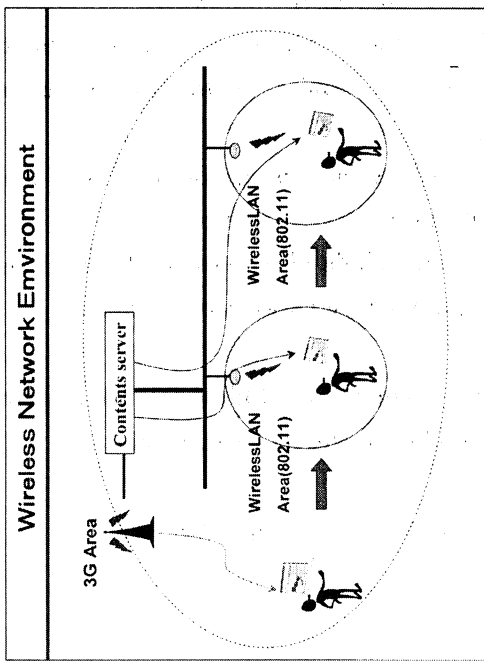 Wireless Network Emvironment
3G Area
Contents server
WirelessLAN
Area(802.11)
WirelessLAN
Area(802.11)